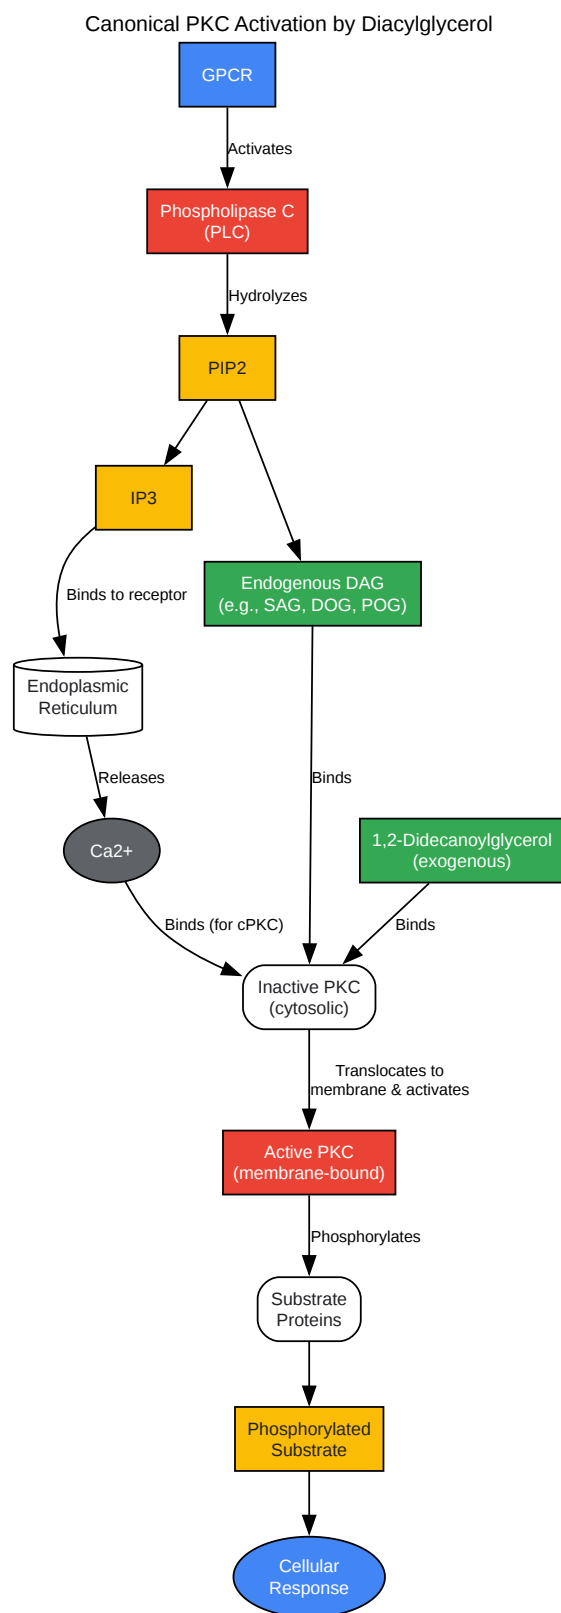 Canonical PKC Activation by Diacylglycerol
GPCR
Activates
Phospholipase C
(PLC)
Hydrolyzes
PIP2
IP3
Endogenous DAG
(e.g., SAG, DOG, POG)
Binds to receptor
Endoplasmic
Reticulum
Releases
Binds
Ca2+
1,2-Didecanoylglycerol
(exogenous)
Binds (for cPKC)
Binds
Inactive PKC
(cytosolic)
Translocates to
membrane & activates
Active PKC
(membrane-bound)
Phosphorylates
Substrate
Proteins
Phosphorylated
Substrate
Cellular
Response